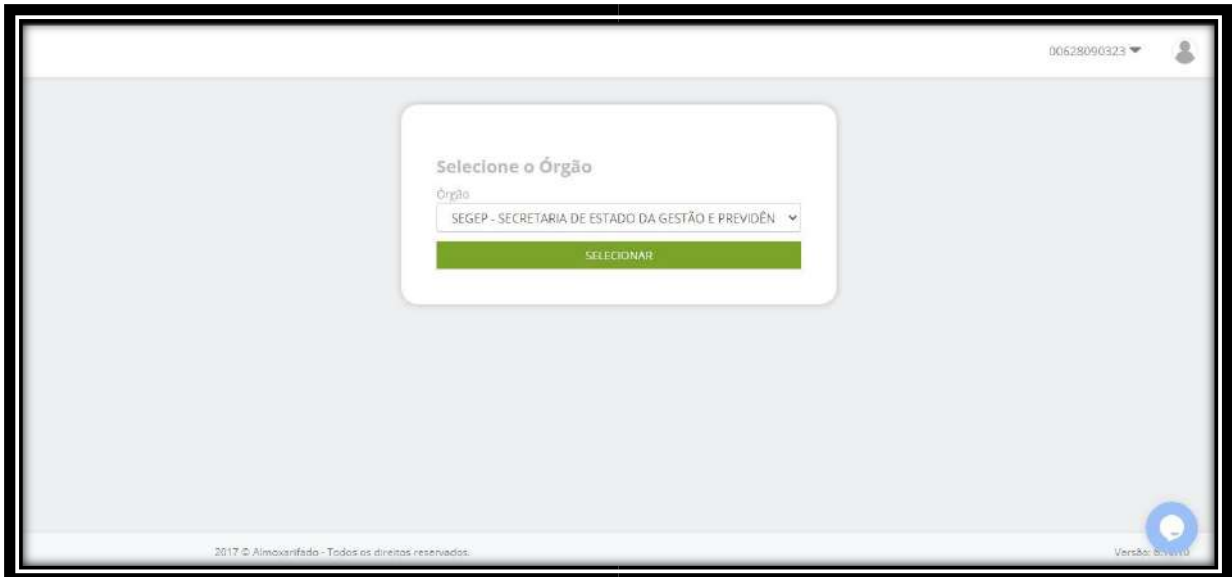 00628090323
Selecione o Órgão
Órgão
SEGEP - SECRETARIA DE ESTADO DA GESTÃO E PREVIDÊN
SELECIONAR
2017 © Almoxarifado - Todos os direitos reservados.
Versão: